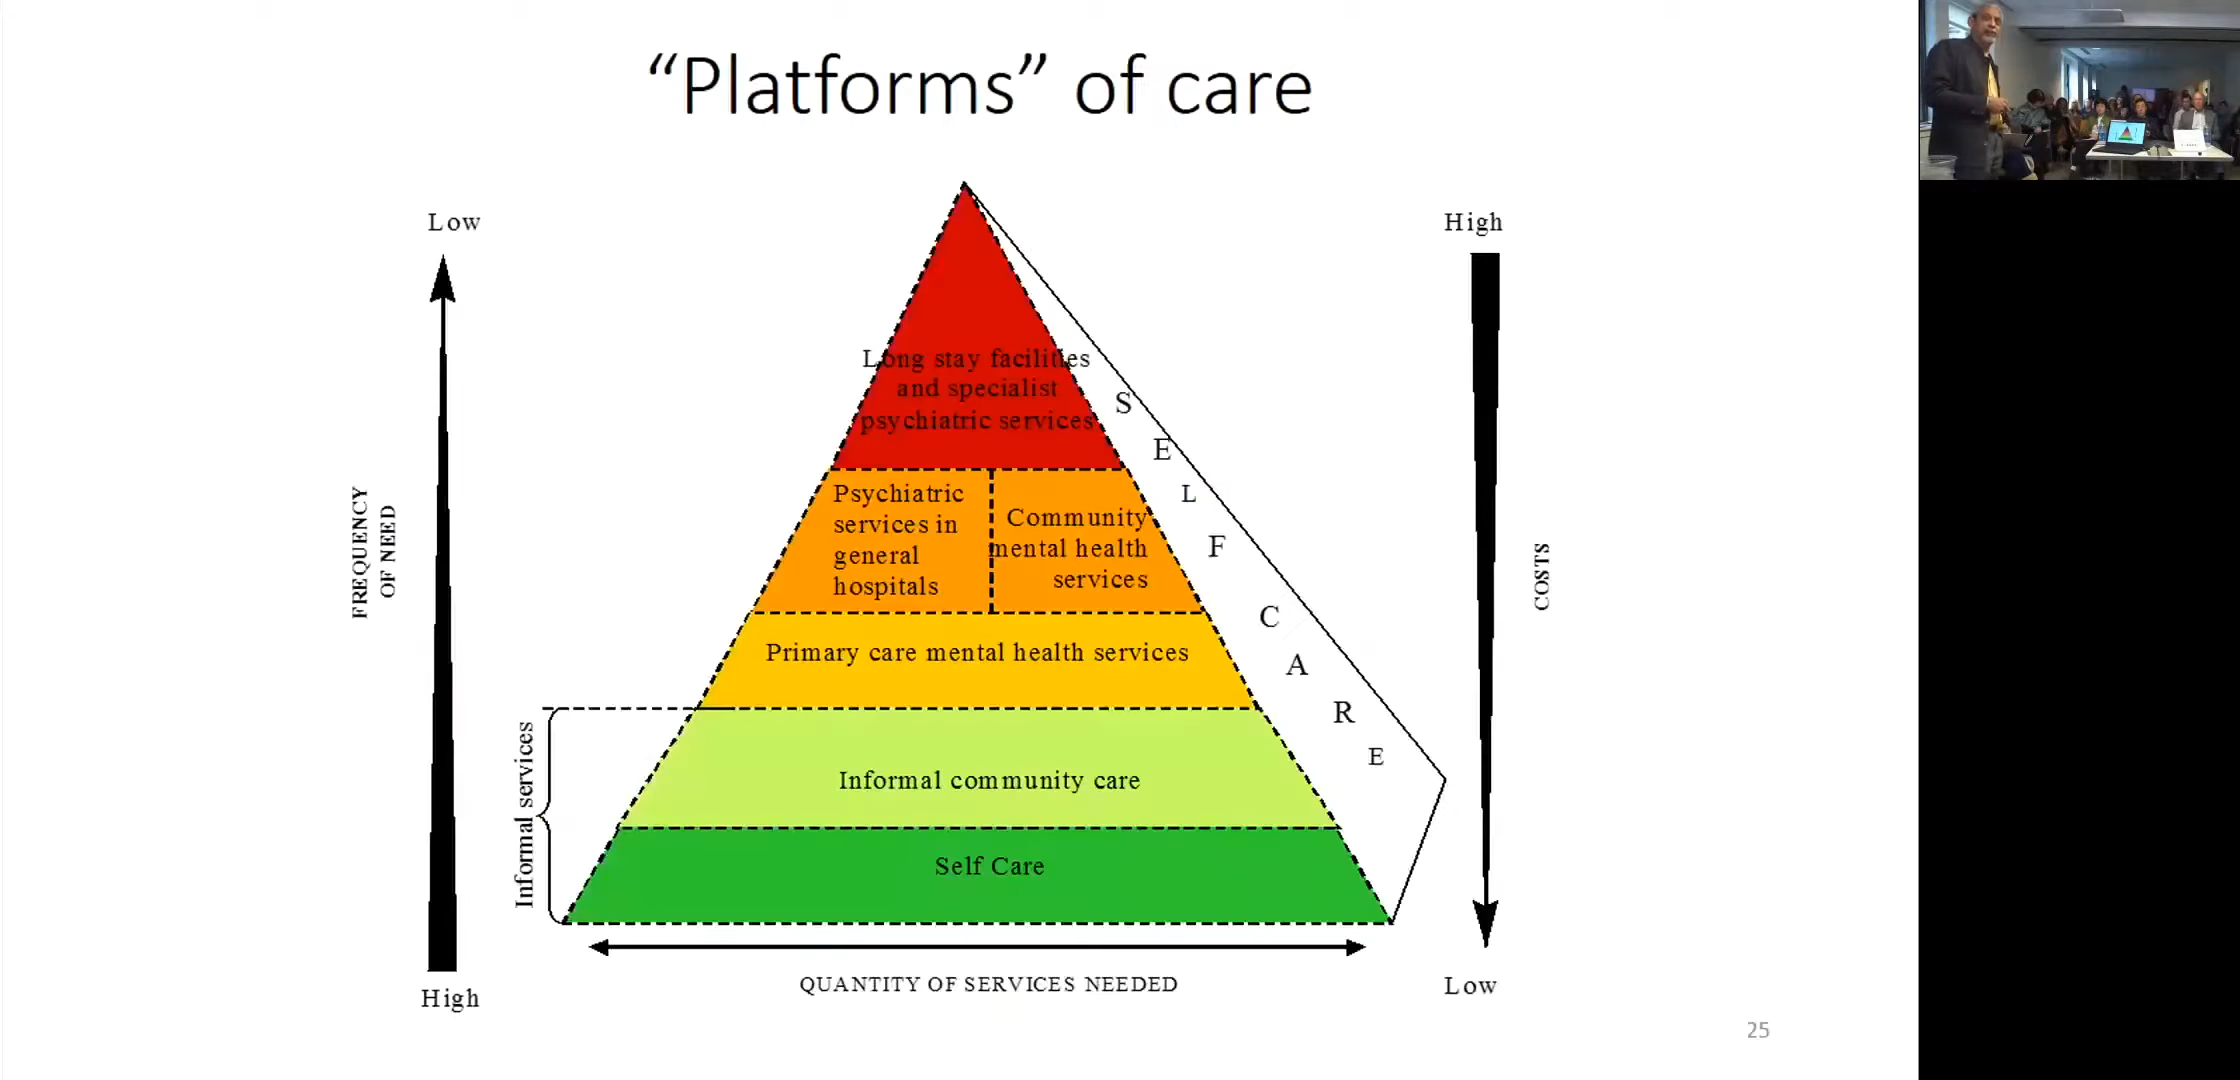 “Platforms” of care
Low
High
Long stay facilities
and specialist
psychiatric services
Psychiatric
services in
general
hospitals
Community
mental health
services
Primary care mental health services
Informal community care
Self Care
S
E
L
F
C
A
R
E
FREQUENCY
OF NEED
COSTS
Informal services
QUANTITY OF SERVICES NEEDED
High
Low
25